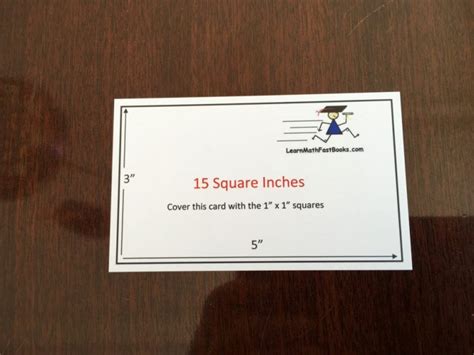 LearnMathFastBooks.com
3”
15 Square Inches
Cover this card with the 1” x 1” squares
5”